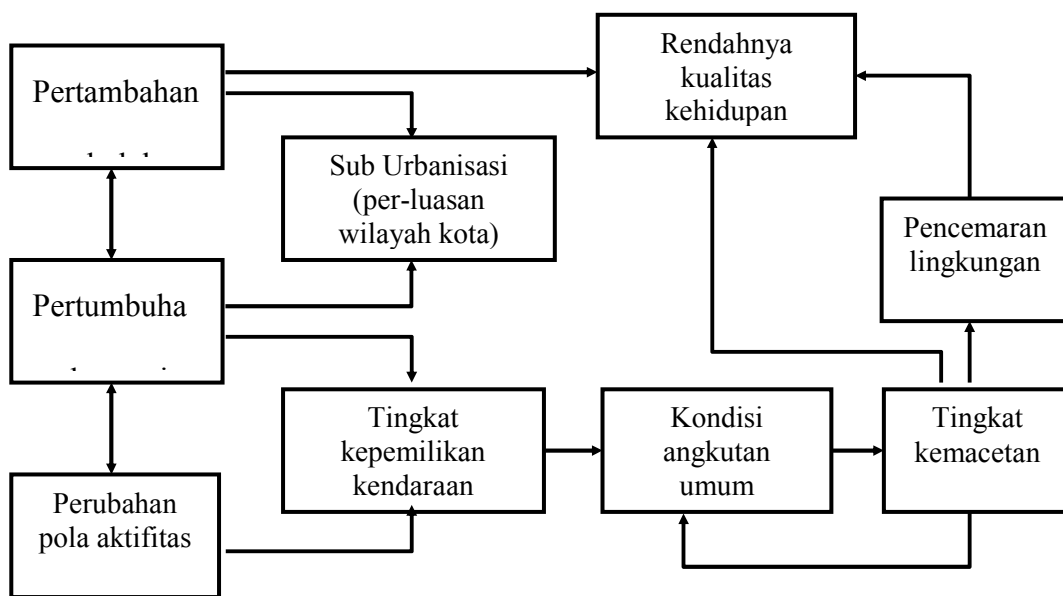 Pertambahan
Rendahnya
kualitas
kehidupan
Sub Urbanisasi
(per-luasan
wilayah kota)
Pencemaran
lingkungan
Pertumbuha
Tingkat
kepemilikan
kendaraan
Kondisi
angkutan
umum
Tingkat
kemacetan
Perubahan
pola aktifitas